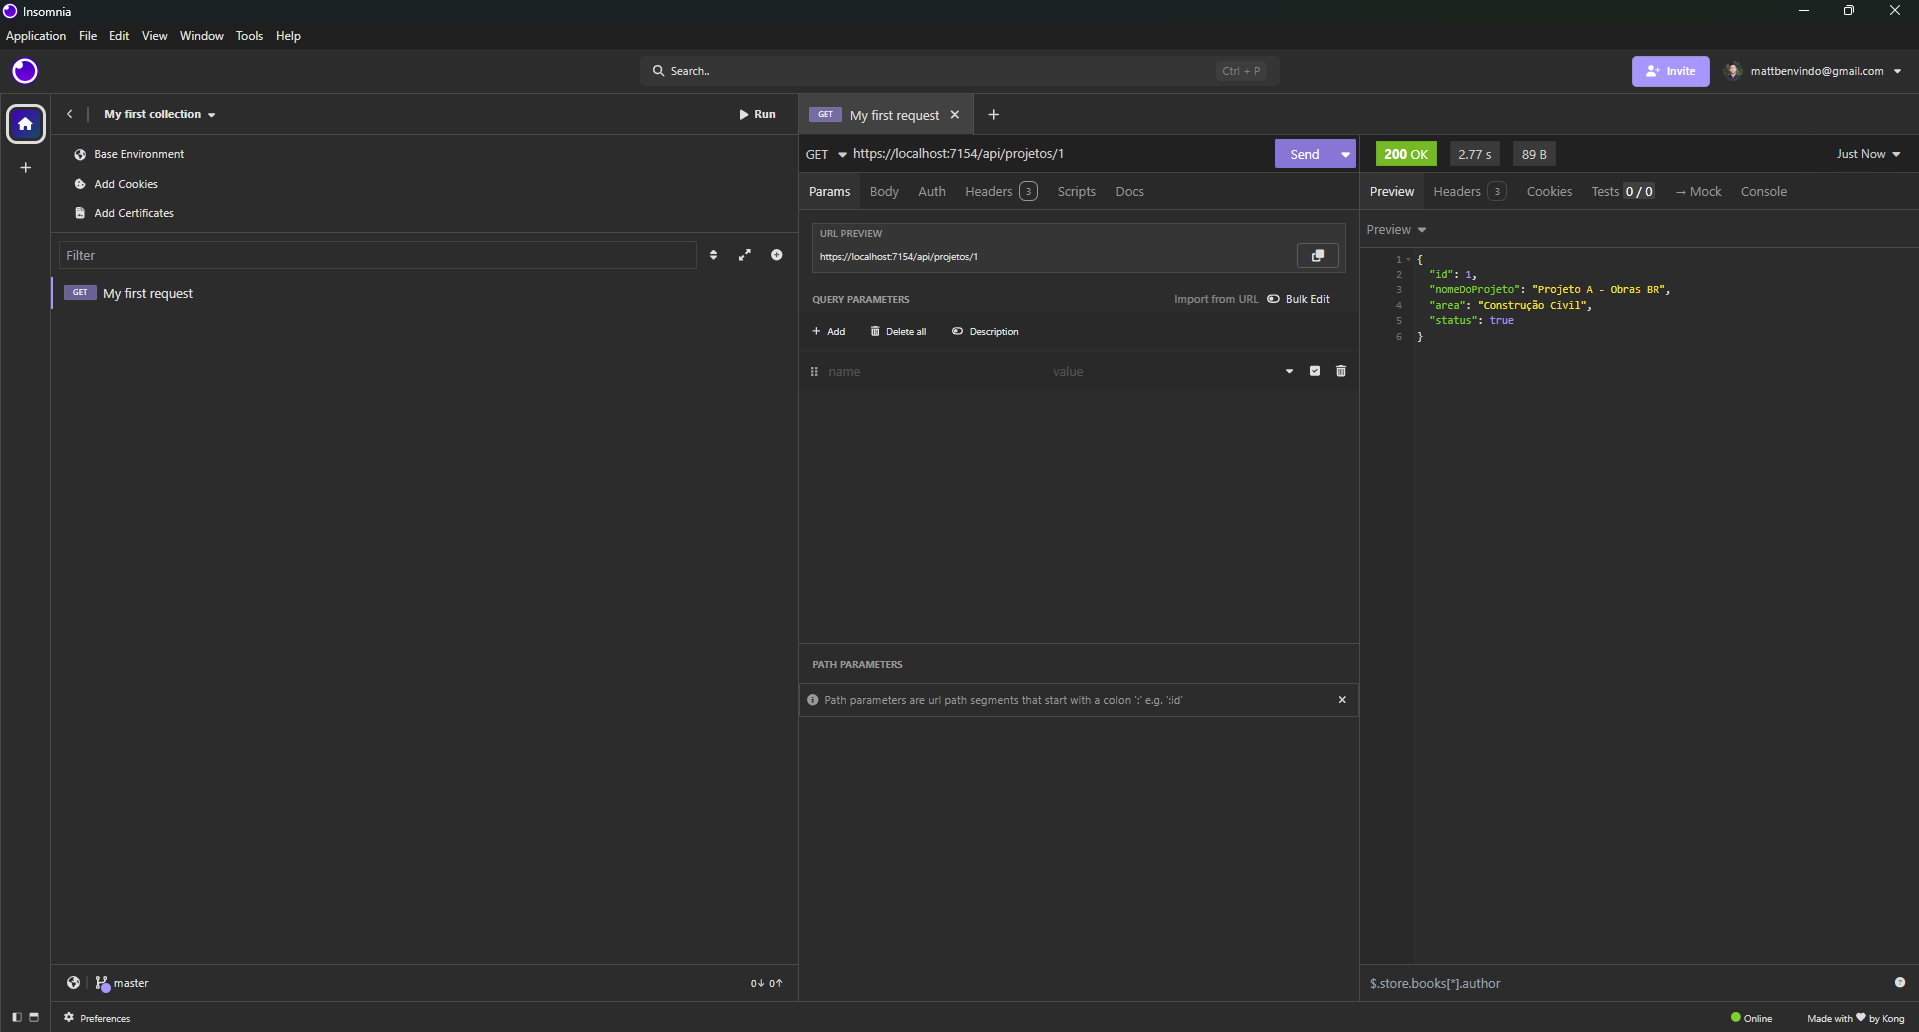 Insomnia
Application File Edit View Window Tools Help
Search.. Ctrl + P
Invite mattbenvindo@gmail.com
My first collection Run
GET My first request
Base Environment
Add Cookies
Add Certificates
Filter
GET My first request
GET https://localhost:7154/api/projetos/1 Send
Params Body Auth Headers 3 Scripts Docs
URL PREVIEW
https://localhost:7154/api/projetos/1
QUERY PARAMETERS Import from URL Bulk Edit
Add Delete all Description
name value
PATH PARAMETERS
Path parameters are url path segments that start with a colon ':' e.g. ':id'
200 OK 2.77 s 89 B Just Now
Preview Headers 3 Cookies Tests 0 / 0 → Mock Console
Preview
1 {
2 "id": 1,
3 "nomeDoProjeto": "Projeto A - Obras BR",
4 "area": "Construção Civil",
5 "status": true
6 }
master 0↓ 0↑
$.store.books[*].author
Preferences
Online Made with ♥ by Kong